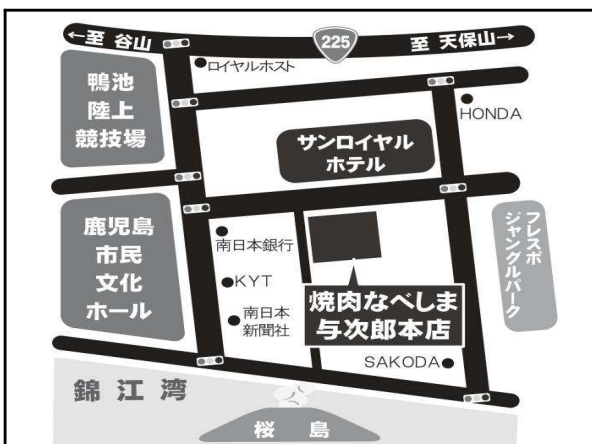 ←至 谷山
225
至 天保山→
ロイヤルホスト
鴨池
陸上
競技場
HONDA
サンロイヤル
ホテル
鹿児島
市民
文化
ホール
南日本銀行
KYT
南日本
新聞社
フレスポ
ジャングルパーク
焼肉なべしま
与次郎本店
SAKODA
錦江湾
桜島